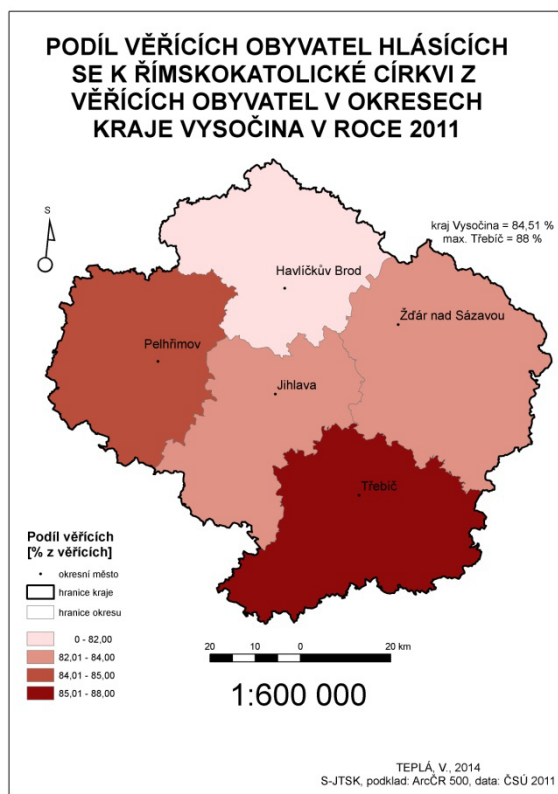 PODÍL VĚŘÍCÍCH OBYVATEL HLÁSÍCÍCH
SE K ŘÍMSKOKATOLICKÉ CÍRKVI Z
VĚŘÍCÍCH OBYVATEL V OKRESECH
KRAJE VYSOČINA V ROCE 2011
S
kraj Vysočina = 84,51 %
max. Třebíč = 88 %
Havlíčkův Brod
Žďár nad Sázavou
Pelhřimov
Jihlava
Třebíč
Podíl věřících
[% z věřících]
okresní město
hranice kraje
hranice okresu
0 - 82,00
82,01 - 84,00
84,01 - 85,00
85,01 - 88,00
20 10 0 20 km
1:600 000
TEPLÁ, V., 2014
S-JTSK, podklad: ArcČR 500, data: ČSÚ 2011